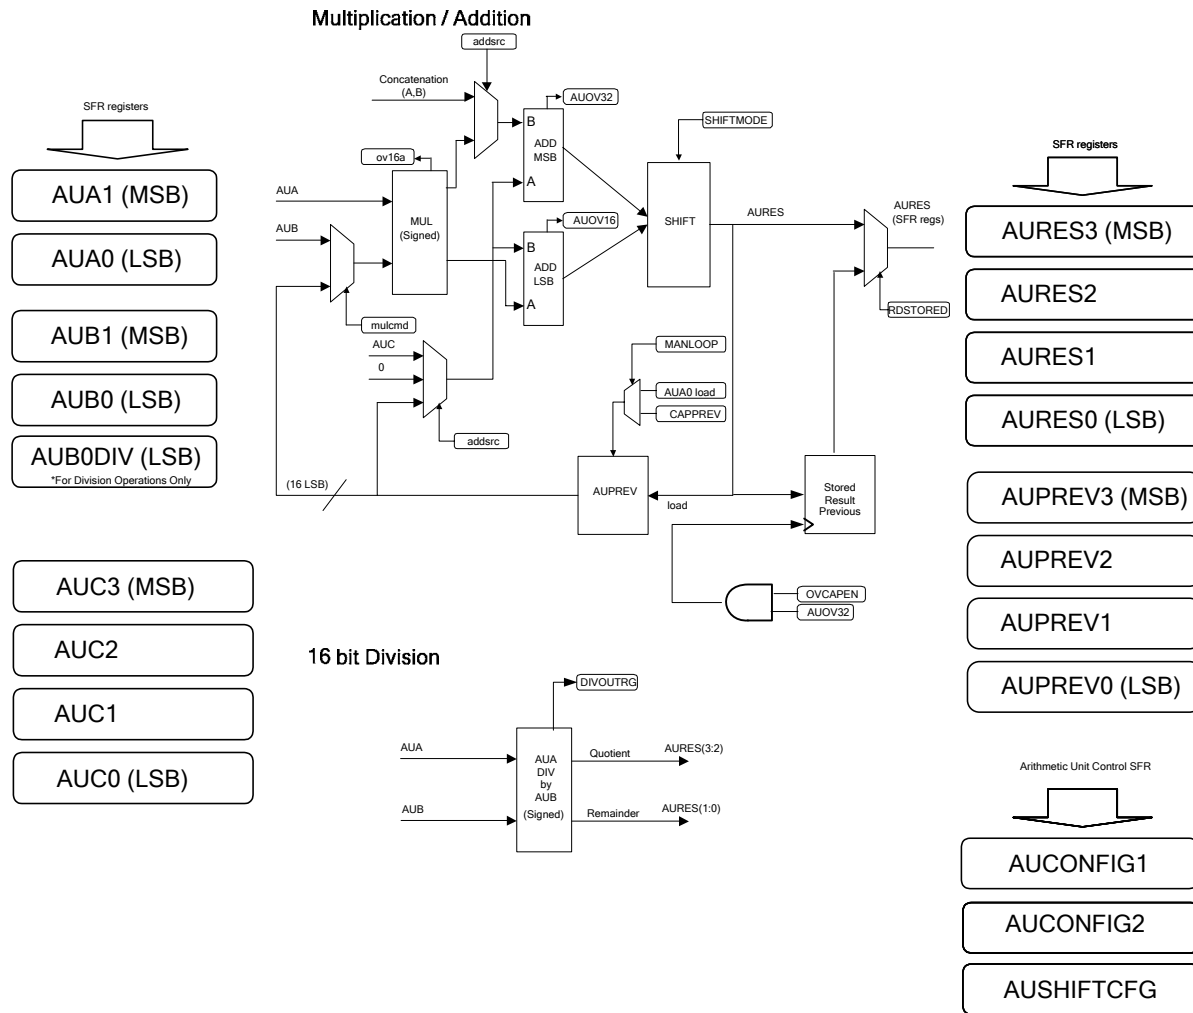 Multiplication / Addition
addsrc
Concatenation
(A,B)
SFR registers
AUA1 (MSB)
AUA0 (LSB)
AUB1 (MSB)
AUB0 (LSB)
AUB0DIV (LSB)
*For Division Operations Only
AUC3 (MSB)
AUC2
AUC1
AUC0 (LSB)
AUOV32
B
ADD
MSB
A
ov16a
AUA
AUB
MUL
(Signed)
mulcmd
AUOV16
B
ADD
LSB
A
AUC
0
addsrc
SHIFTMODE
SHIFT
AURES
AURES
(SFR regs)
RDSTORED
MANLOOP
AUA0 load
CAPPREV
(16 LSB)
AUPREV
load
Stored
Result
Previous
OVCAPEN
AUOV32
16 bit Division
DIVOUTRG
AUA
AUB
AUA
DIV
by
AUB
(Signed)
Quotient
AURES(3:2)
Remainder
AURES(1:0)
SFR registers
AURES3 (MSB)
AURES2
AURES1
AURES0 (LSB)
AUPREV3 (MSB)
AUPREV2
AUPREV1
AUPREV0 (LSB)
Arithmetic Unit Control SFR
AUCONFIG1
AUCONFIG2
AUSHIFTCFG